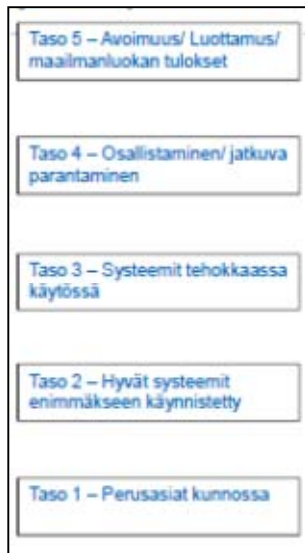 Taso 5 – Avoimuus/ Luottamus/
maailmanluokan tulokset
Taso 4 – Osallistaminen/ jatkuva
parantaminen
Taso 3 – Systeemit tehokkaassa
käytössä
Taso 2 – Hyvät systeemit
enimmäkseen käynnistetty
Taso 1 – Perusasiat kunnossa